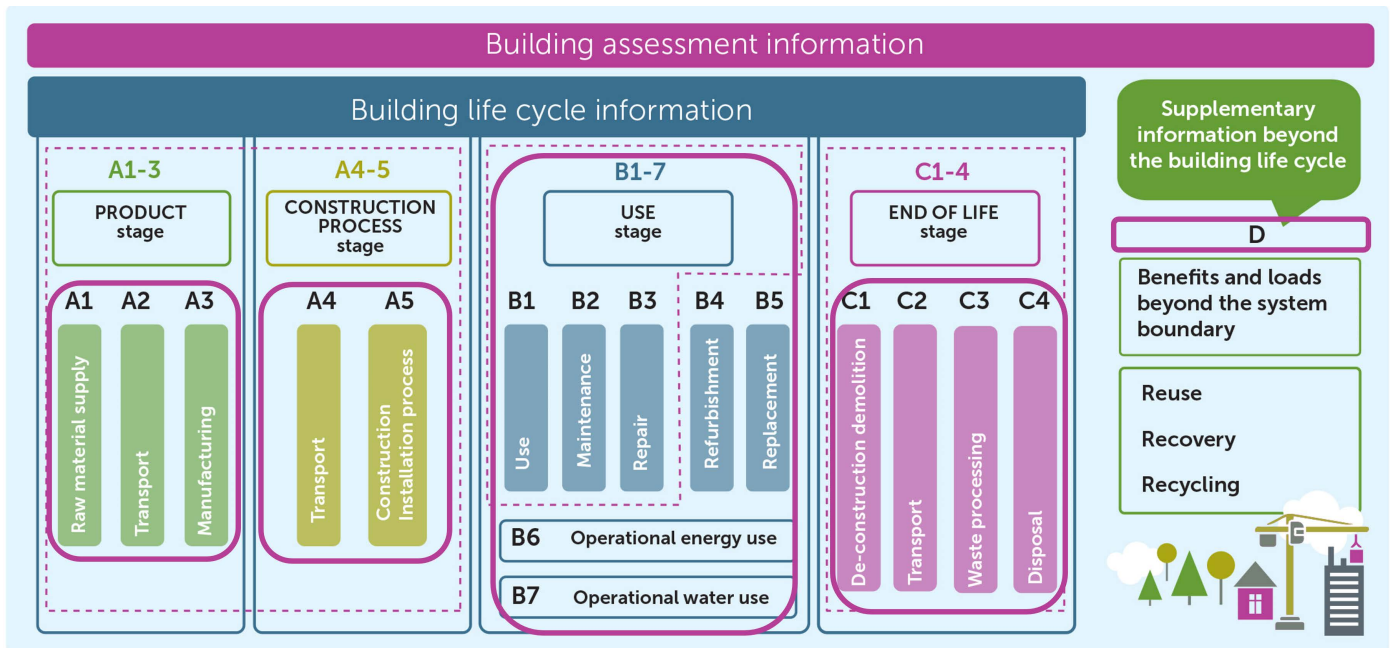 Building assessment information
Building life cycle information
Supplementary
information beyond
the building life cycle
A1-3
PRODUCT
stage
A1
A2
A3
Raw material supply
Transport
Manufacturing
A4-5
CONSTRUCTION
PROCESS
stage
A4
A5
Transport
Construction
Installation process
B1-7
USE
stage
B1
B2
B3
B4
B5
Use
Maintenance
Repair
Refurbishment
Replacement
B6 Operational energy use
B7 Operational water use
C1-4
END OF LIFE
stage
C1
C2
C3
C4
De-construction demolition
Transport
Waste processing
Disposal
D
Benefits and loads
beyond the system
boundary
Reuse
Recovery
Recycling